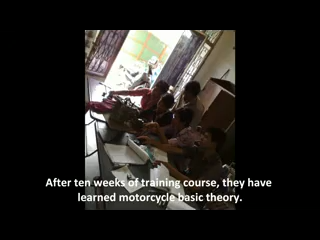 After ten weeks of training course, they have
learned motorcycle basic theory.